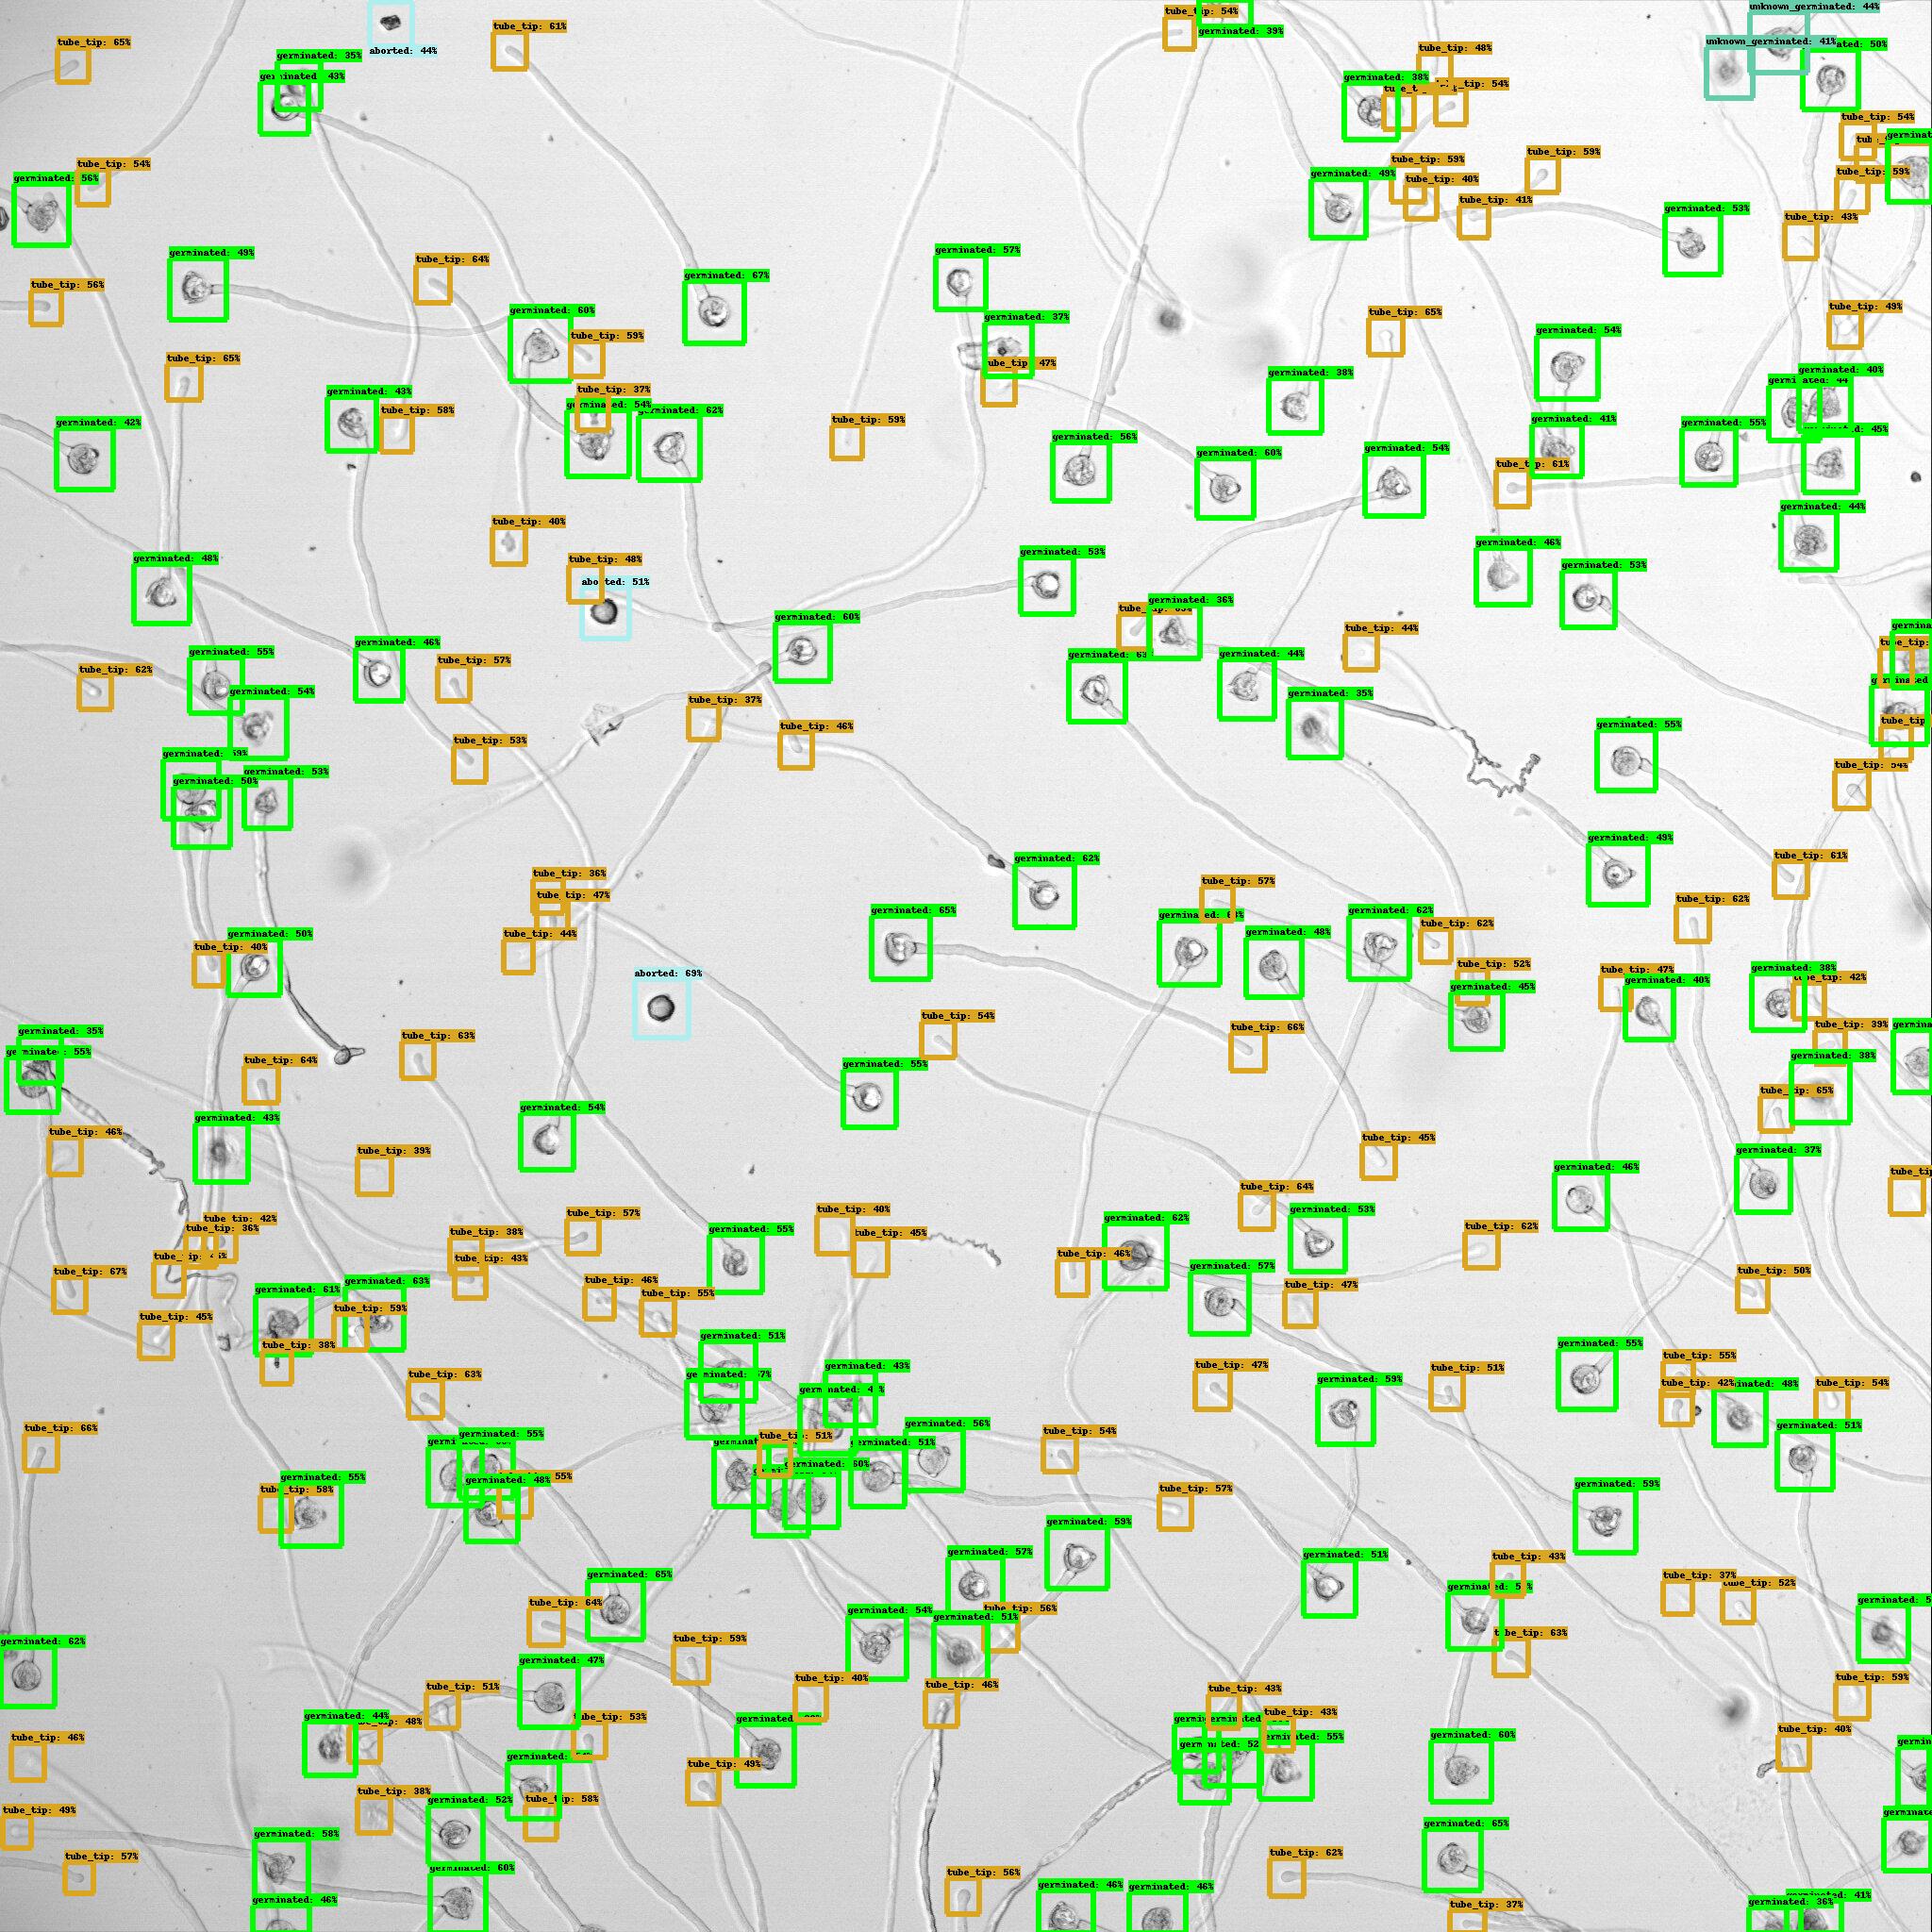 unknown_germinated: 44%
tube_tip: 61%
tube_tip: 65%
germinated: 39%
unknown_germinated: 41%
aborted: 44%
tube_tip: 48%
germinated: 35%
germinated: 38%
tube_tip: 54%
tube_tip: 54%
tube_tip: 59%
tube_tip: 59%
tube_tip: 54%
germinated: 49%
tube_tip: 40%
tube_tip: 41%
germinated: 53%
tube_tip: 43%
germinated: 49%
germinated: 57%
tube_tip: 64%
germinated: 67%
tube_tip: 56%
tube_tip: 49%
germinated: 60%
germinated: 37%
tube_tip: 65%
tube_tip: 59%
germinated: 54%
tube_tip: 65%
germinated: 38%
germinated: 40%
germinated: 43%
tube_tip: 37%
tube_tip: 58%
germinated: 62%
tube_tip: 59%
germinated: 41%
germinated: 42%
germinated: 55%
germinated: 56%
germinated: 54%
germinated: 60%
tube_tip: 61%
germinated: 44%
tube_tip: 40%
germinated: 46%
germinated: 53%
germinated: 48%
tube_tip: 48%
germinated: 53%
aborted: 51%
germinated: 36%
germinated: 60%
tube_tip: 44%
germinated: 46%
germinated: 55%
germinated: 44%
tube_tip: 62%
tube_tip: 57%
germinated: 54%
germinated: 35%
tube_tip: 37%
tube_tip: 46%
germinated: 55%
tube_tip: 53%
germinated: 53%
germinated: 50%
germinated: 49%
germinated: 62%
tube_tip: 61%
tube_tip: 36%
tube_tip: 57%
tube_tip: 47%
tube_tip: 62%
germinated: 65%
germinated: 62%
tube_tip: 62%
germinated: 50%
tube_tip: 44%
germinated: 48%
tube_tip: 40%
tube_tip: 52%
tube_tip: 47%
germinated: 38%
aborted: 69%
germinated: 40%
germinated: 45%
tube_tip: 54%
tube_tip: 39%
germinated: 35%
tube_tip: 63%
tube_tip: 66%
germinated: 55%
germinated: 38%
tube_tip: 64%
germinated: 55%
tube_tip: 65%
germinated: 54%
germinated: 43%
tube_tip: 46%
tube_tip: 45%
tube_tip: 39%
germinated: 37%
germinated: 46%
tube_tip: 64%
tube_tip: 40%
germinated: 53%
tube_tip: 57%
tube_tip: 42%
germinated: 62%
tube_tip: 36%
tube_tip: 62%
germinated: 55%
tube_tip: 38%
tube_tip: 45%
tube_tip: 46%
tube_tip: 43%
germinated: 57%
tube_tip: 67%
tube_tip: 50%
germinated: 63%
tube_tip: 46%
tube_tip: 47%
germinated: 61%
tube_tip: 55%
tube_tip: 59%
tube_tip: 45%
germinated: 51%
tube_tip: 38%
germinated: 55%
tube_tip: 55%
germinated: 43%
tube_tip: 47%
tube_tip: 51%
tube_tip: 63%
germinated: 59%
tube_tip: 42%
tube_tip: 54%
germinated: 56%
germinated: 51%
tube_tip: 66%
tube_tip: 54%
germinated: 55%
tube_tip: 51%
germinated: 51%
germinated: 60%
germinated: 48%
germinated: 59%
germinated: 55%
tube_tip: 58%
tube_tip: 57%
germinated: 59%
germinated: 57%
germinated: 51%
tube_tip: 43%
germinated: 65%
tube_tip: 37%
tube_tip: 52%
tube_tip: 64%
tube_tip: 56%
germinated: 54%
germinated: 51%
tube_tip: 63%
germinated: 62%
tube_tip: 59%
germinated: 47%
tube_tip: 40%
tube_tip: 59%
tube_tip: 51%
tube_tip: 46%
tube_tip: 43%
germinated: 44%
tube_tip: 53%
tube_tip: 43%
tube_tip: 40%
germinated: 60%
tube_tip: 46%
germinated: 55%
germinated: 52%
tube_tip: 49%
tube_tip: 38%
tube_tip: 58%
germinated: 52%
tube_tip: 49%
germinated: 65%
germinated: 58%
tube_tip: 57%
tube_tip: 62%
germinated: 60%
tube_tip: 56%
germinated: 46%
germinated: 46%
germinated: 46%
germinated: 41%
germinated: 36%
tube_tip: 37%